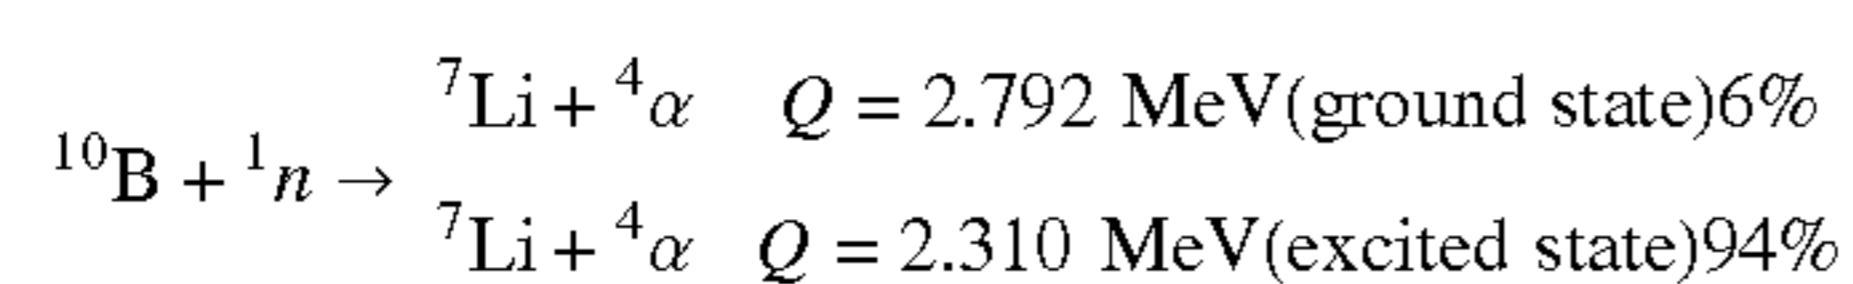 ⁷Li + ⁴α Q = 2.792 MeV(ground state)6%
¹⁰B + ¹n →
⁷Li + ⁴α Q = 2.310 MeV(excited state)94%